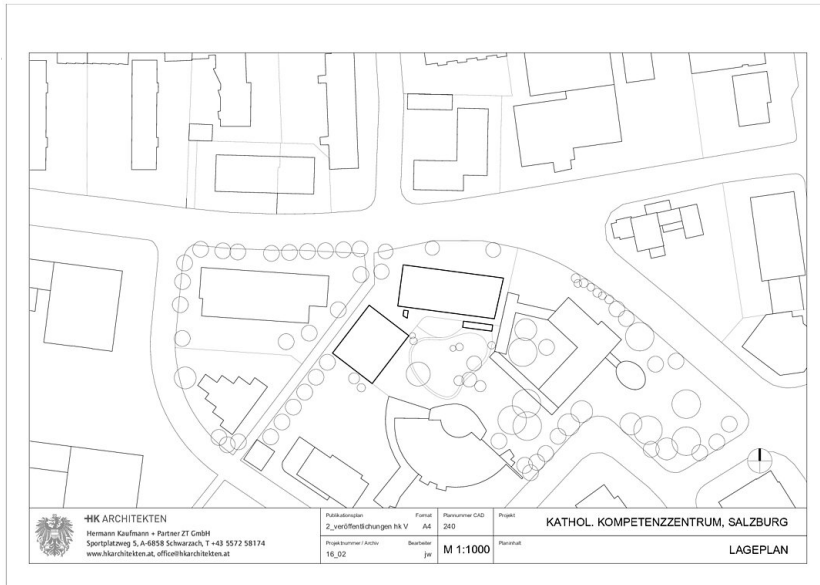 HK ARCHITEKTEN
Hermann Kaufmann + Partner ZT GmbH
Sportplatzweg 5, A-6858 Schwarzach, T +43 5572 58174
www.hkarchitekten.at, office@hkarchitekten.at
Publikationsplan Format
2_veröffentlichungen hk V A4
Projektnummer / Archiv Bearbeiter
16_02 jw
Plannummer CAD
240
M 1:1000
Projekt
KATHOL. KOMPETENZZENTRUM, SALZBURG
Planinhalt
LAGEPLAN